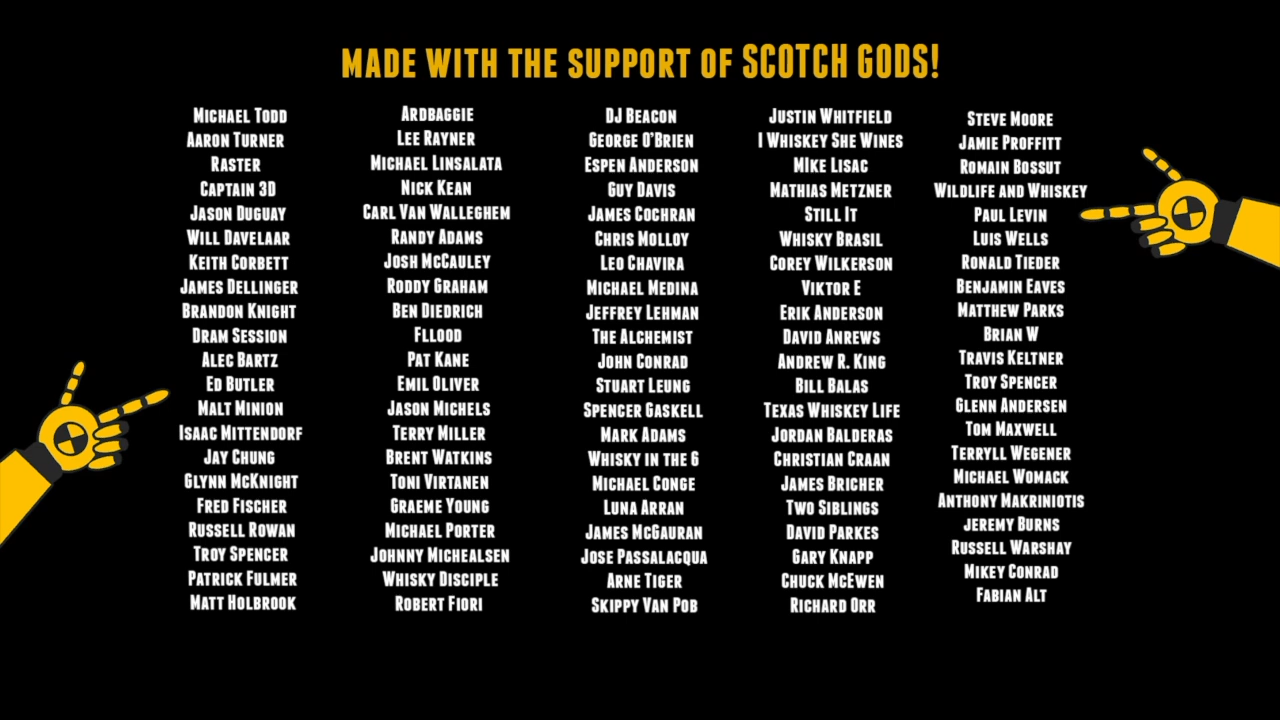 MADE WITH THE SUPPORT OF SCOTCH GODS!
MICHAEL TODD
AARON TURNER
RASTER
CAPTAIN 3D
JASON DUGUAY
WILL DAVELAAR
KEITH CORBETT
JAMES DELLINGER
BRANDON KNIGHT
DRAM SESSION
ALEC BARTZ
ED BUTLER
MALT MINION
ISAAC MITTENDORF
JAY CHUNG
GLYNN MCKNIGHT
FRED FISCHER
RUSSELL ROWAN
TROY SPENCER
PATRICK FULMER
MATT HOLBROOK
ARDBAGGIE
LEE RAYNER
MICHAEL LINSALATA
NICK KEAN
CARL VAN WALLEGHEM
RANDY ADAMS
JOSH MCCAULEY
RODDY GRAHAM
BEN DIEDRICH
FLLOOD
PAT KANE
EMIL OLIVER
JASON MICHELS
TERRY MILLER
BRENT WATKINS
TONI VIRTANEN
GRAEME YOUNG
MICHAEL PORTER
JOHNNY MICHEALSEN
WHISKY DISCIPLE
ROBERT FIORI
DJ BEACON
GEORGE O'BRIEN
ESPEN ANDERSON
GUY DAVIS
JAMES COCHRAN
CHRIS MOLLOY
LEO CHAVIRA
MICHAEL MEDINA
JEFFREY LEHMAN
THE ALCHEMIST
JOHN CONRAD
STUART LEUNG
SPENCER GASKELL
MARK ADAMS
WHISKY IN THE 6
MICHAEL CONGE
LUNA ARRAN
JAMES MCGAURAN
JOSE PASSALACQUA
ARNE TIGER
SKIPPY VAN POB
JUSTIN WHITFIELD
I WHISKEY SHE WINES
MIKE LISAC
MATHIAS METZNER
STILL IT
WHISKY BRASIL
COREY WILKERSON
VIKTOR E
ERIK ANDERSON
DAVID ANREWS
ANDREW R. KING
BILL BALAS
TEXAS WHISKEY LIFE
JORDAN BALDERAS
CHRISTIAN CRAAN
JAMES BRICHER
TWO SIBLINGS
DAVID PARKES
GARY KNAPP
CHUCK MCEWEN
RICHARD ORR
STEVE MOORE
JAMIE PROFFITT
ROMAIN BOSSUT
WILDLIFE AND WHISKEY
PAUL LEVIN
LUIS WELLS
RONALD TIEDER
BENJAMIN EAVES
MATTHEW PARKS
BRIAN W
TRAVIS KELTNER
TROY SPENCER
GLENN ANDERSEN
TOM MAXWELL
TERRYLL WEGENER
MICHAEL WOMACK
ANTHONY MAKRINIOTIS
JEREMY BURNS
RUSSELL WARSHAY
MIKEY CONRAD
FABIAN ALT